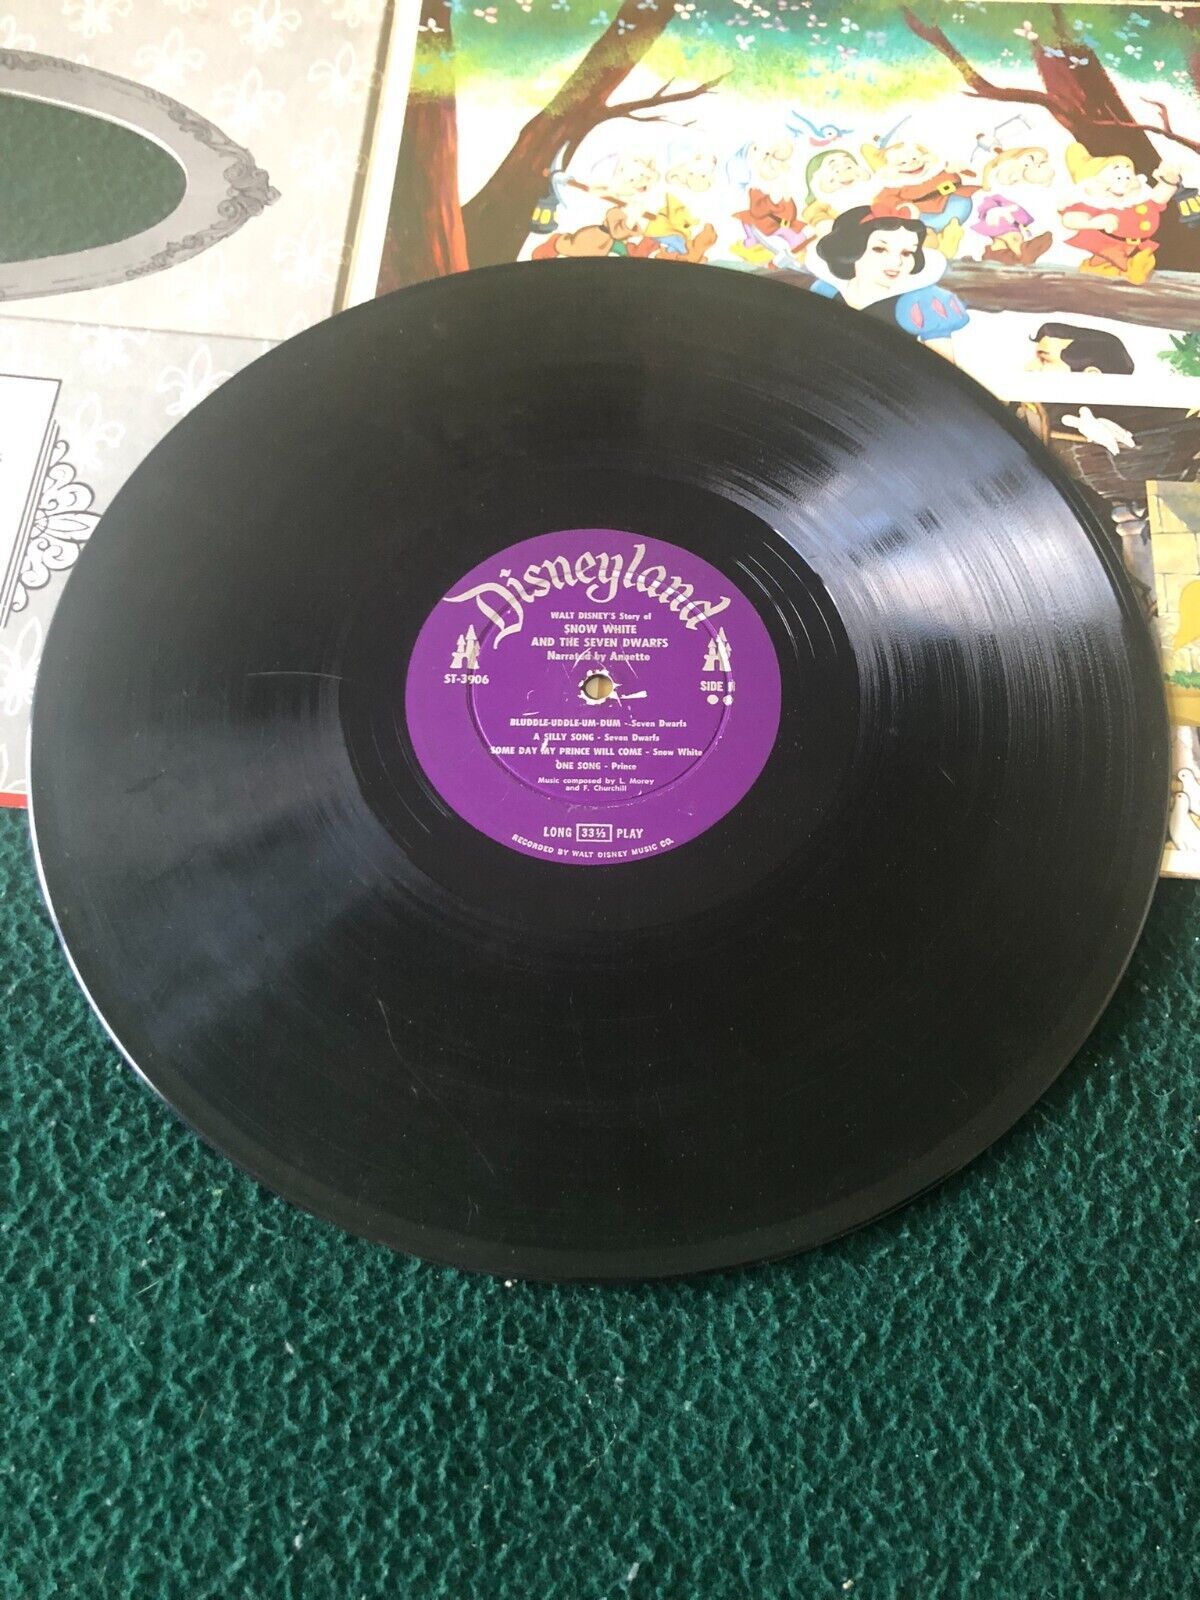 Disneyland
WALT DISNEY'S Story of
SNOW WHITE
AND THE SEVEN DWARFS
Narrated by Annette
ST-3906
SIDE
BLUDDLE-UDDLE-UM-DUM - Seven Dwarfs
A SILLY SONG - Seven Dwarfs
SOME DAY MY PRINCE WILL COME - Snow White
ONE SONG - Prince
Music composed by L. Morey
and F. Churchill
LONG 33⅓ PLAY
RECORDED BY WALT DISNEY MUSIC CO.